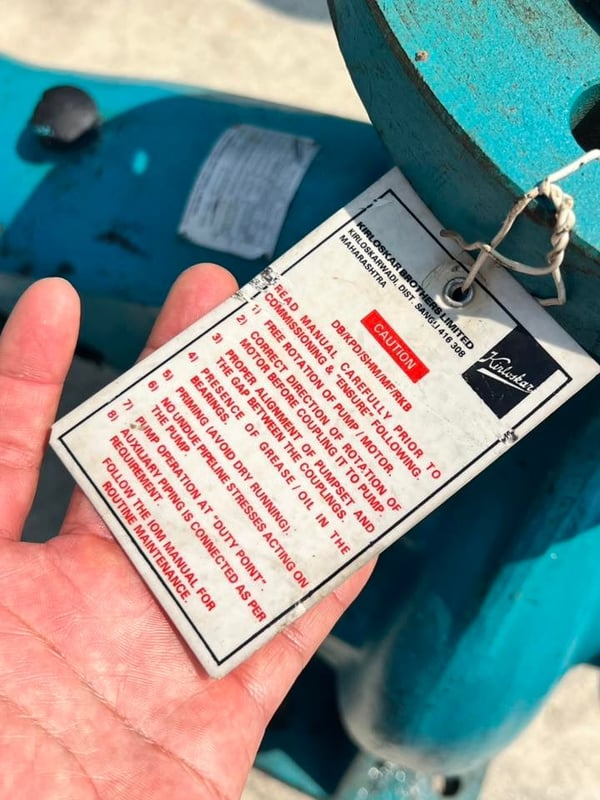 KIRLOSKAR BROTHERS LIMITED
KIRLOSKARWADI, DIST. SANGLI 416 308
MAHARASHTRA
Kirloskar
CAUTION
DB/KPD/SHM/MF/RKB
READ MANUAL CAREFULLY PRIOR TO
COMMISSIONING & "ENSURE" FOLLOWING.
1) FREE ROTATION OF PUMP / MOTOR.
2) CORRECT DIRECTION OF ROTATION OF
MOTOR BEFORE COUPLING IT TO PUMP.
3) PROPER ALIGNMENT OF PUMPSET AND
THE GAP BETWEEN THE COUPLINGS.
4) PRESENCE OF GREASE / OIL IN THE
BEARINGS.
5) PRIMING (AVOID DRY RUNNING).
6) NO UNDUE PIPELINE STRESSES ACTING ON
THE PUMP.
7) PUMP OPERATION AT "DUTY POINT".
8) AUXILARY PIPING IS CONNECTED AS PER
REQUIREMENT.
FOLLOW THE IOM MANUAL FOR
ROUTINE MAINTENANCE.